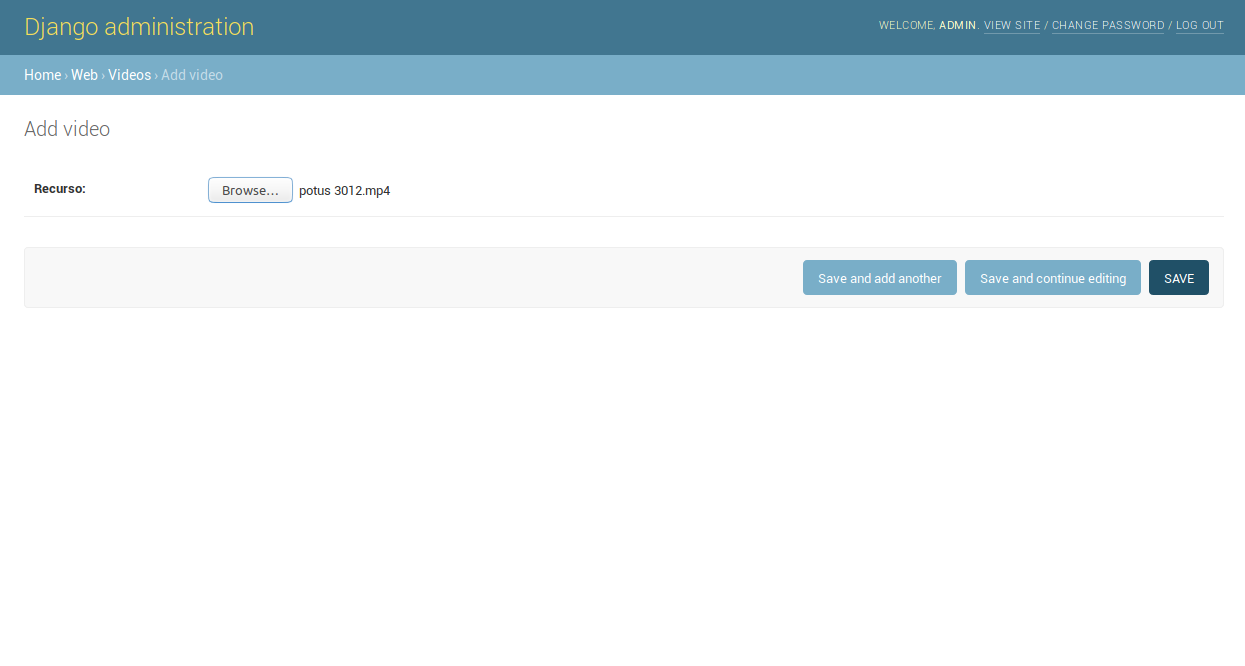 Django administration
WELCOME, ADMIN. VIEW SITE / CHANGE PASSWORD / LOG OUT
Home › Web › Videos › Add video
Add video
Recurso: Browse... potus 3012.mp4
Save and add another Save and continue editing SAVE